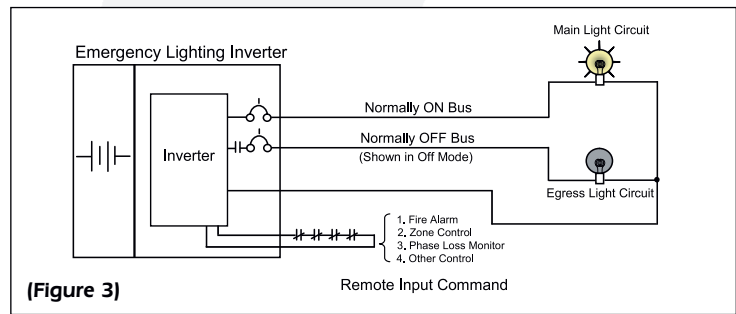 Main Light Circuit
Emergency Lighting Inverter
Normally ON Bus
Normally OFF Bus
(Shown in Off Mode)
Inverter
Egress Light Circuit
1. Fire Alarm
2. Zone Control
3. Phase Loss Monitor
4. Other Control
(Figure 3)
Remote Input Command